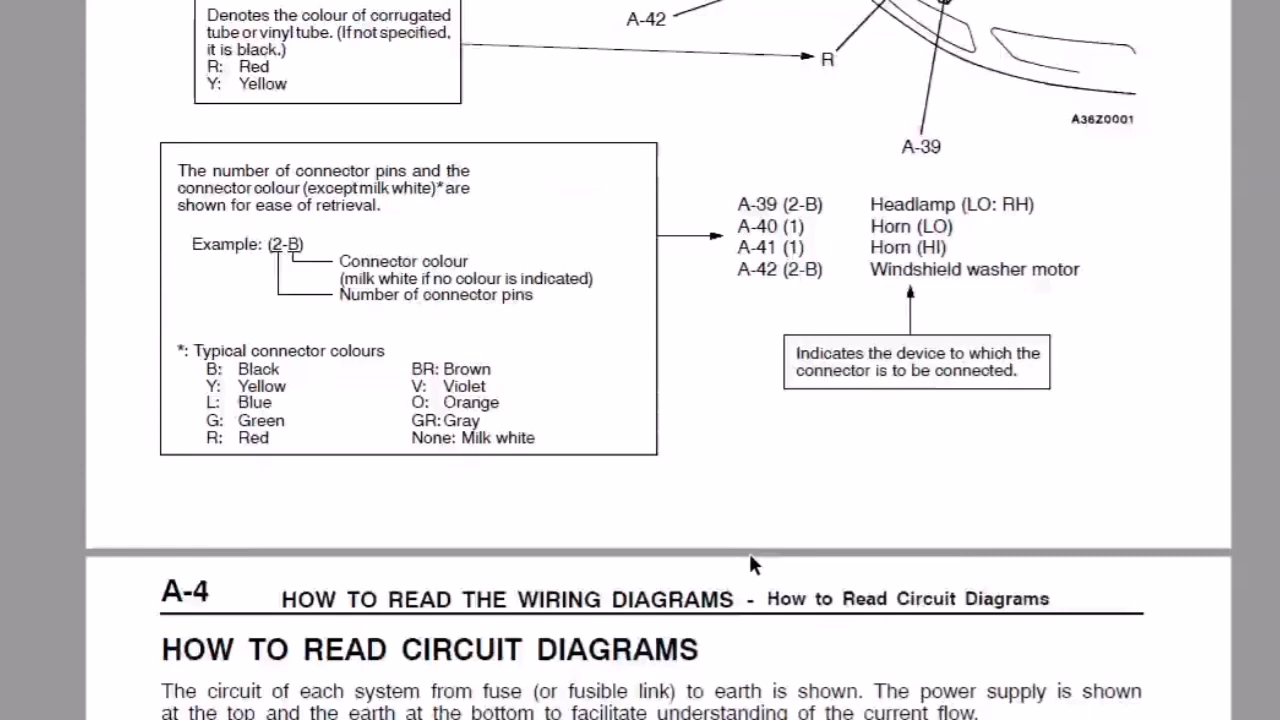 Denotes the colour of corrugated
tube or vinyl tube. (If not specified,
it is black.)
R: Red
Y: Yellow
A-42
R
A36Z0001
A-39
The number of connector pins and the
connector colour (except milk white)* are
shown for ease of retrieval.
Example: (2-B)
Connector colour
(milk white if no colour is indicated)
Number of connector pins
*: Typical connector colours
B: Black BR: Brown
Y: Yellow V: Violet
L: Blue O: Orange
G: Green GR: Gray
R: Red None: Milk white
A-39 (2-B) Headlamp (LO: RH)
A-40 (1) Horn (LO)
A-41 (1) Horn (HI)
A-42 (2-B) Windshield washer motor
Indicates the device to which the
connector is to be connected.
A-4 HOW TO READ THE WIRING DIAGRAMS - How to Read Circuit Diagrams
HOW TO READ CIRCUIT DIAGRAMS
The circuit of each system from fuse (or fusible link) to earth is shown. The power supply is shown
at the top and the earth at the bottom to facilitate understanding of the current flow.